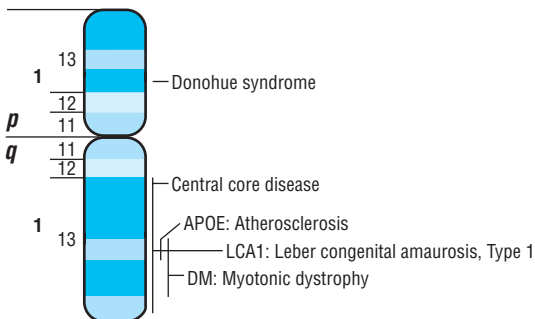 13
1
Donohue syndrome
12
p
11
q
11
12
Central core disease
APOE: Atherosclerosis
1
13
LCA1: Leber congenital amaurosis, Type 1
DM: Myotonic dystrophy